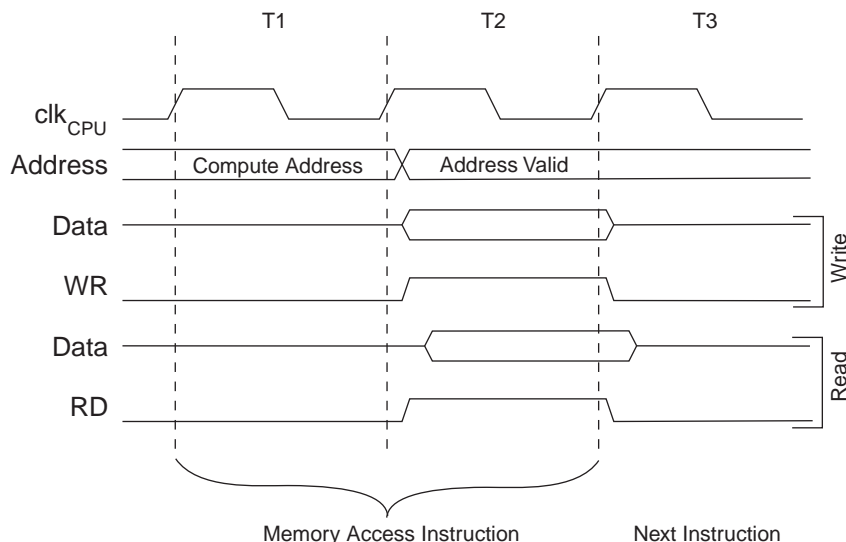 T1 T2 T3
clkCPU
Address Compute Address Address Valid
Data
WR
Write
Data
RD
Read
Memory Access Instruction Next Instruction